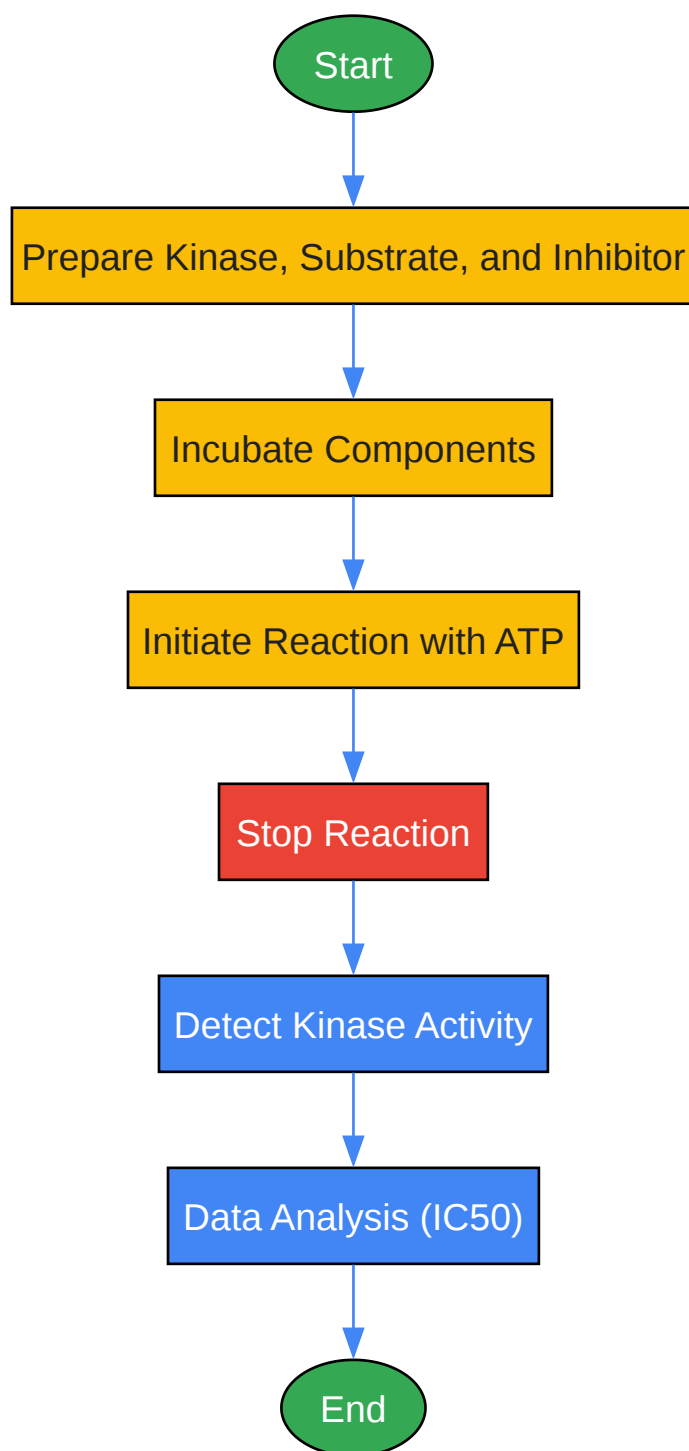 Start
Prepare Kinase, Substrate, and Inhibitor
Incubate Components
Initiate Reaction with ATP
Stop Reaction
Detect Kinase Activity
Data Analysis (IC50)
End